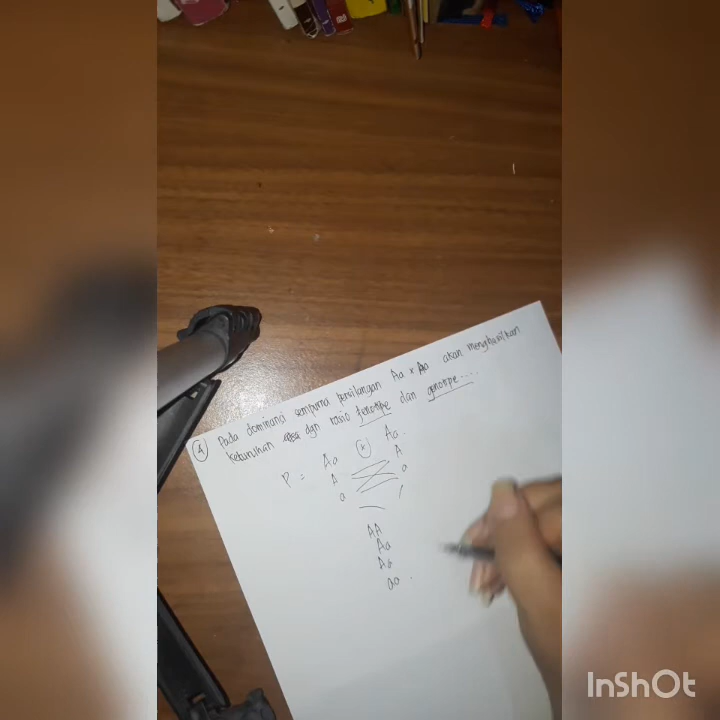 4 Pada dominansi sempurna persilangan Aa x Aa akan menghasilkan
keturunan dgn rasio fenotipe dan genotipe....
P = Aa x Aa.
A A
a a
AA
Aa
Aa
aa.
InShOt